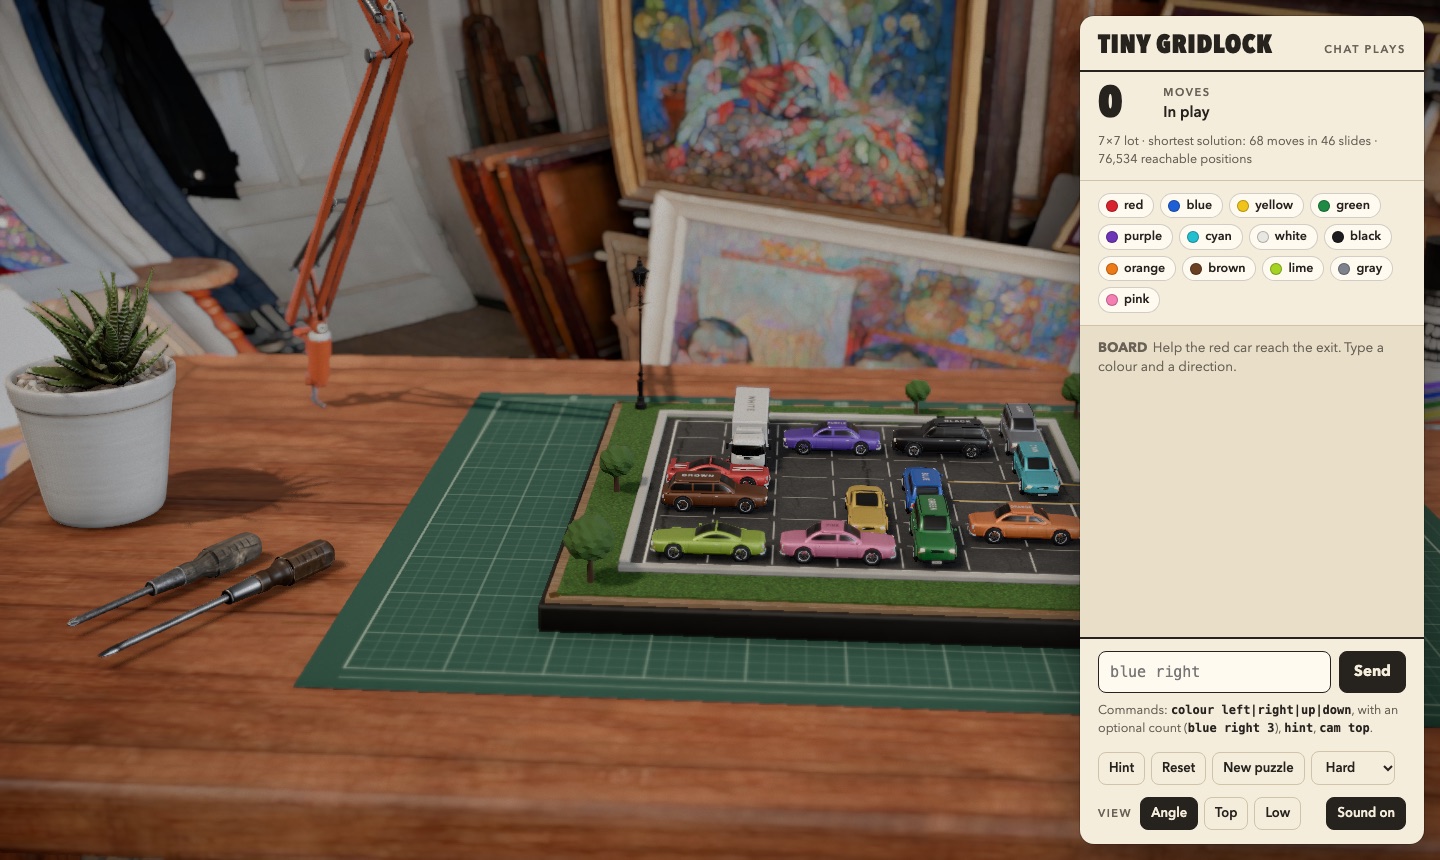 TINY GRIDLOCK
CHAT PLAYS
0
MOVES
In play
7×7 lot · shortest solution: 68 moves in 46 slides ·
76,534 reachable positions
red
blue
yellow
green
purple
cyan
white
black
orange
brown
lime
gray
pink
BOARD Help the red car reach the exit. Type a
colour and a direction.
WHITE
BROWN
blue right
Send
Commands: colour left|right|up|down, with an
optional count (blue right 3), hint, cam top.
Hint
Reset
New puzzle
Hard
VIEW
Angle
Top
Low
Sound on